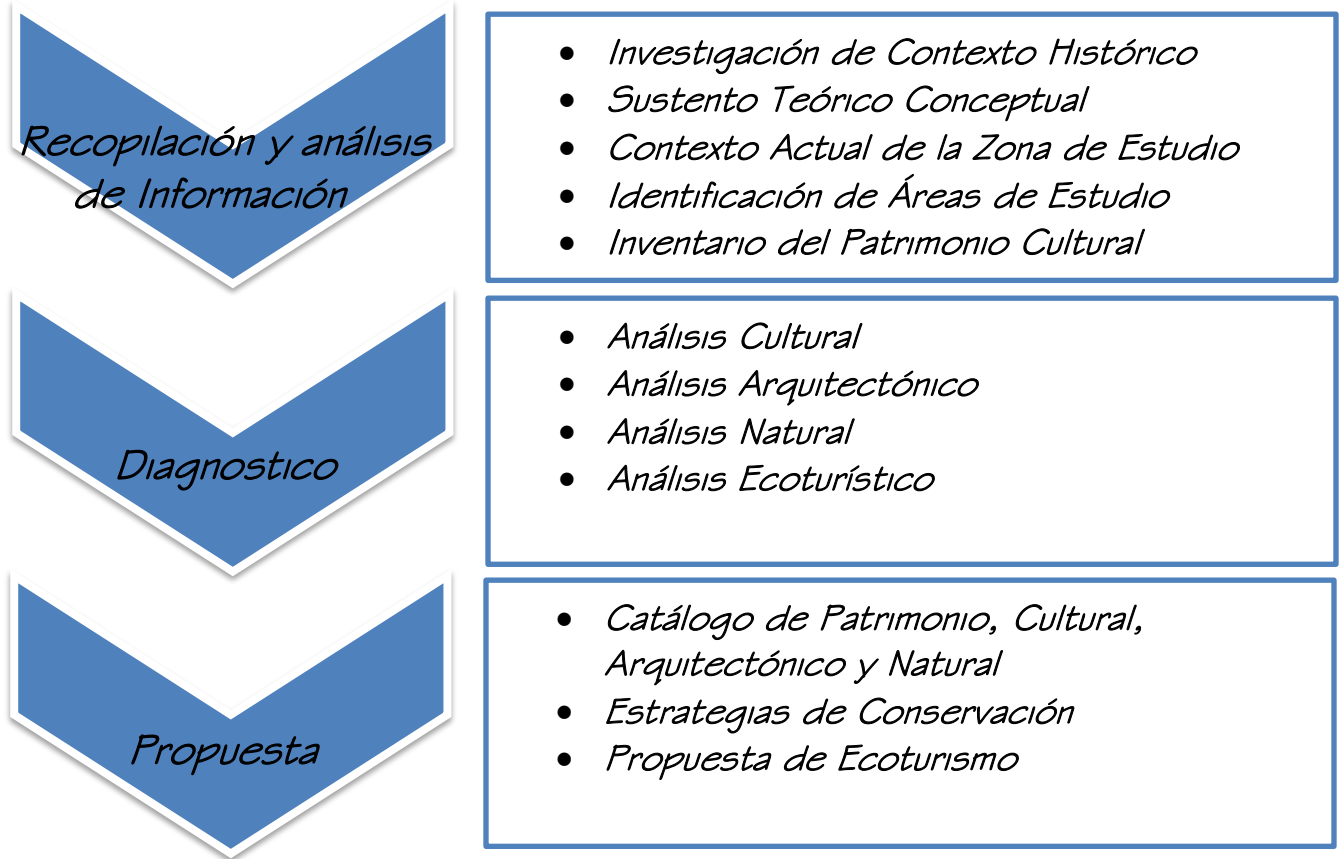 Recopilación y análisis
de Información
• Investigación de Contexto Histórico
• Sustento Teórico Conceptual
• Contexto Actual de la Zona de Estudio
• Identificación de Áreas de Estudio
• Inventario del Patrimonio Cultural
Diagnostico
• Análisis Cultural
• Análisis Arquitectónico
• Análisis Natural
• Análisis Ecoturístico
Propuesta
• Catálogo de Patrimonio, Cultural,
Arquitectónico y Natural
• Estrategias de Conservación
• Propuesta de Ecoturismo